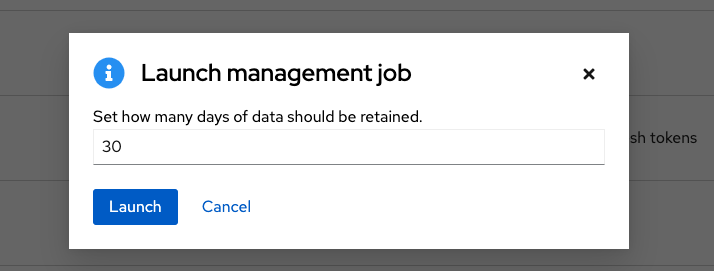 Launch management job
Set how many days of data should be retained.
sh tokens
30
Launch
Cancel